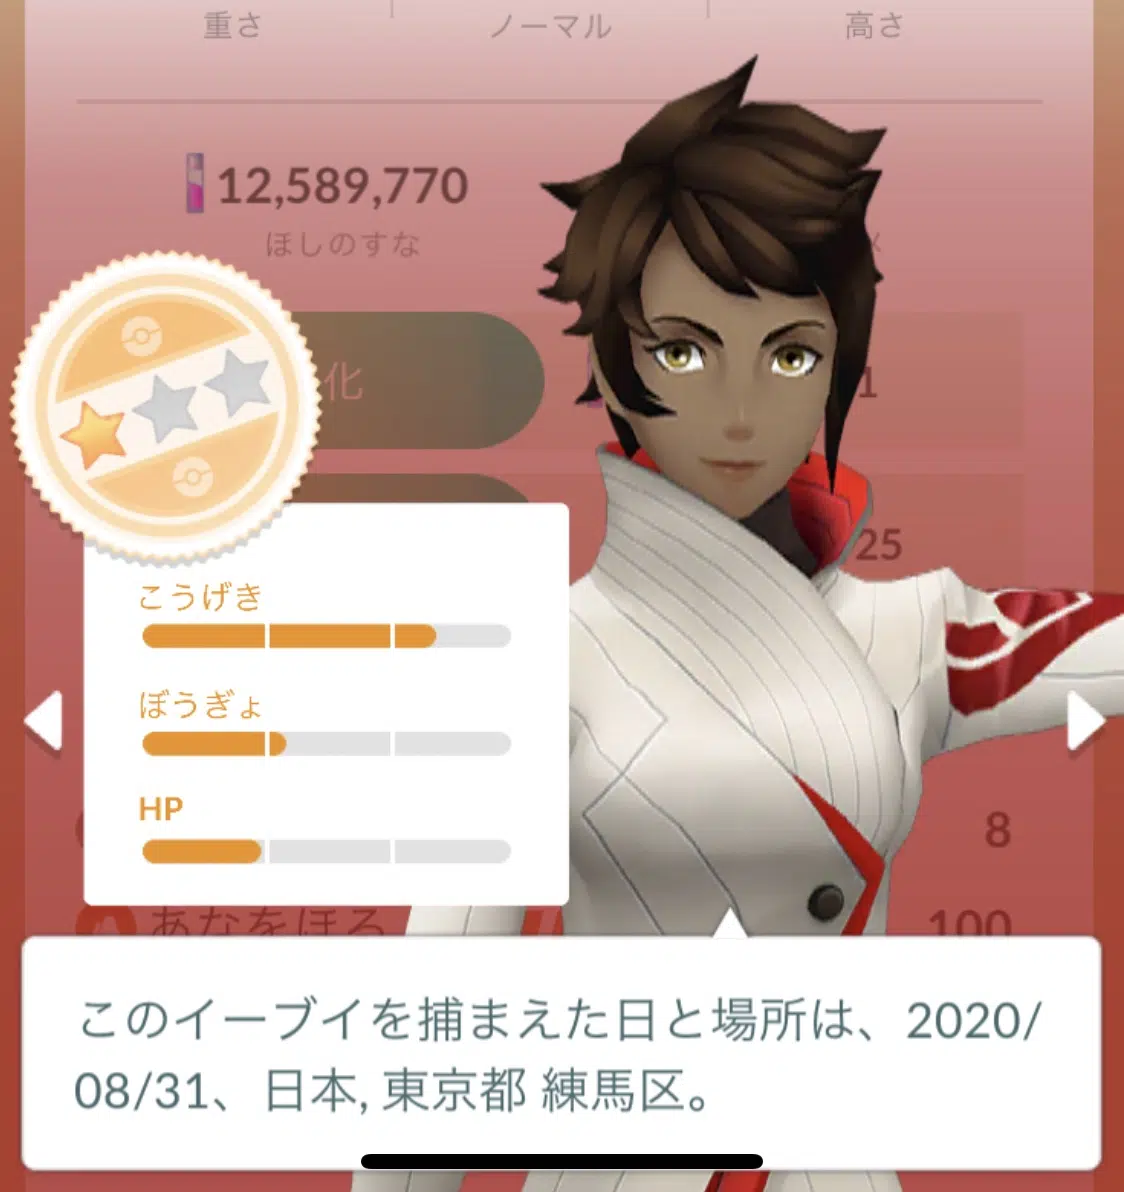 重さ ノーマル 高さ
12,589,770
ほしのすな
化
1
25
こうげき
ぼうぎょ
HP
8
あなをほる 100
このイーブイを捕まえた日と場所は、2020/
08/31、日本, 東京都 練馬区。